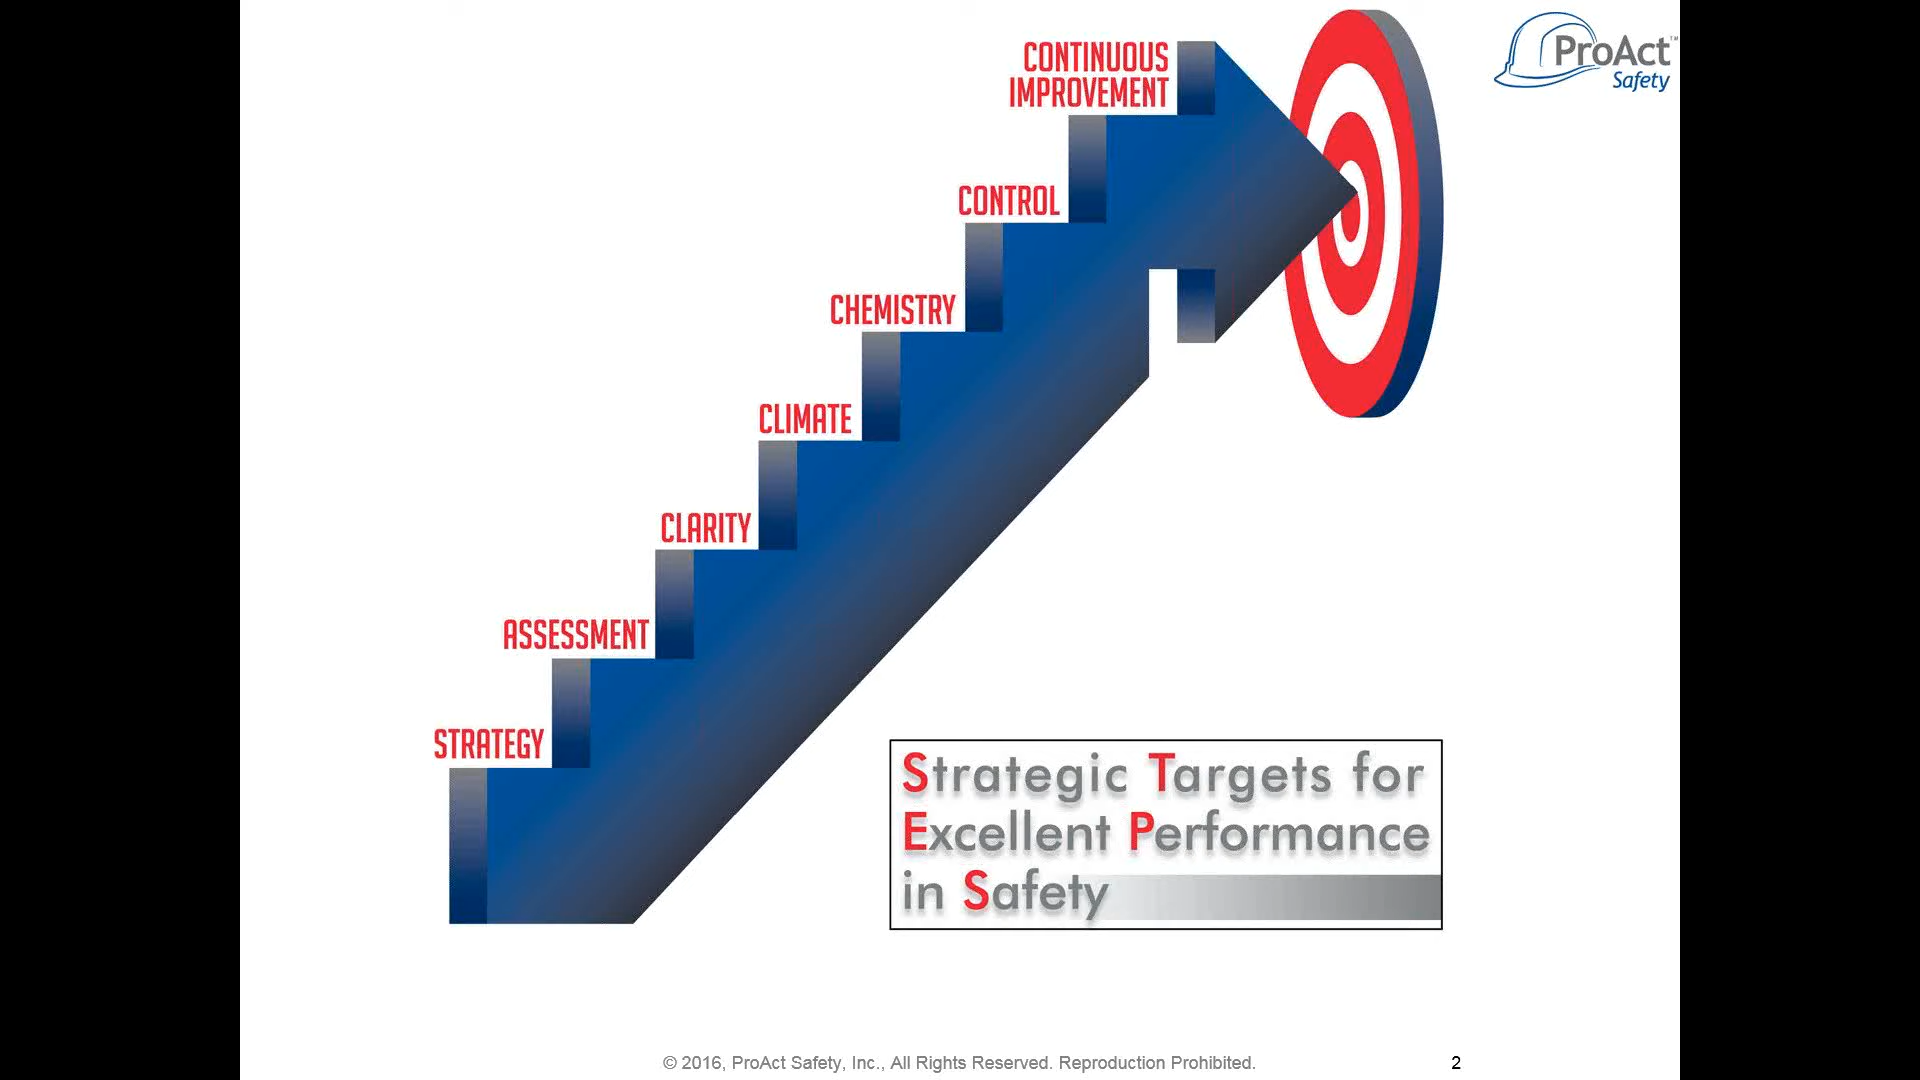 CONTINUOUS
IMPROVEMENT
ProAct™
Safety
CONTROL
CHEMISTRY
CLIMATE
CLARITY
ASSESSMENT
STRATEGY
Strategic Targets for
Excellent Performance
in Safety
© 2016, ProAct Safety, Inc., All Rights Reserved. Reproduction Prohibited.
2